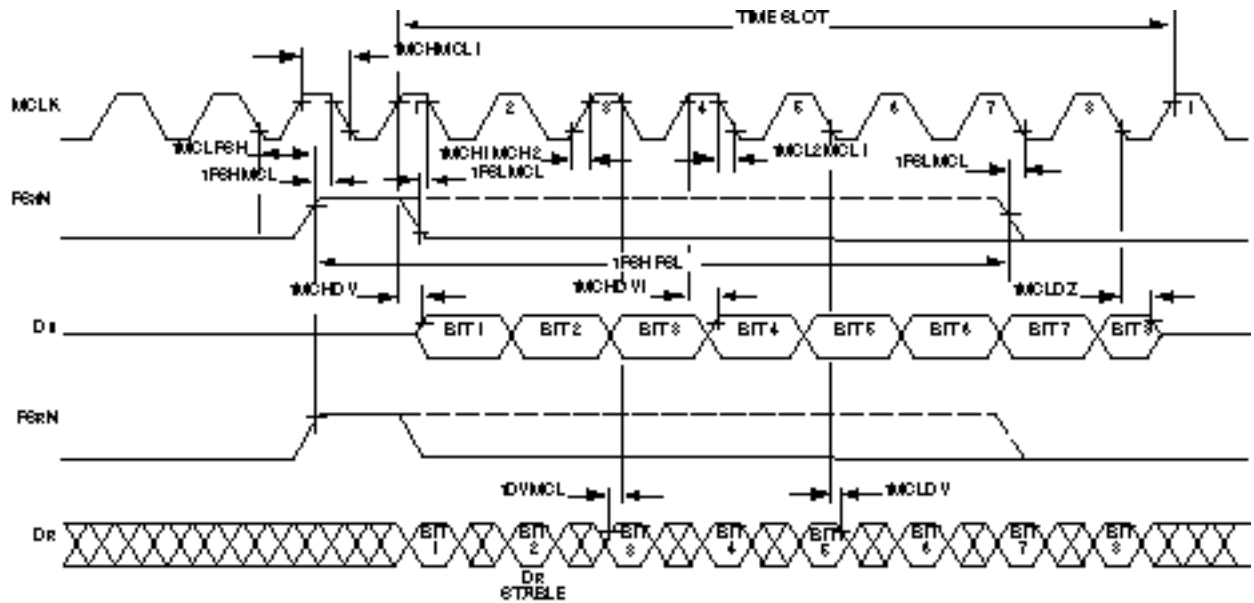 TIME SLOT
tMCHMCL1
MCLK
1 2 3 4 5 6 7 8 1
tMCLFSH
tMCH1MCH2
tMCL2MCL1
tFSHMCL
tFSLMCL
tFSLMCL
tFSHFSL
tMCHDV
tMCHDV1
tMCLDZ
BIT 1 BIT 2 BIT 3 BIT 4 BIT 5 BIT 6 BIT 7 BIT 8
FSRN
tDVMCL
tMCLDV
DR
BIT 1 BIT 2 BIT 3 BIT 4 BIT 5 BIT 6 BIT 7 BIT 8
DR
STABLE